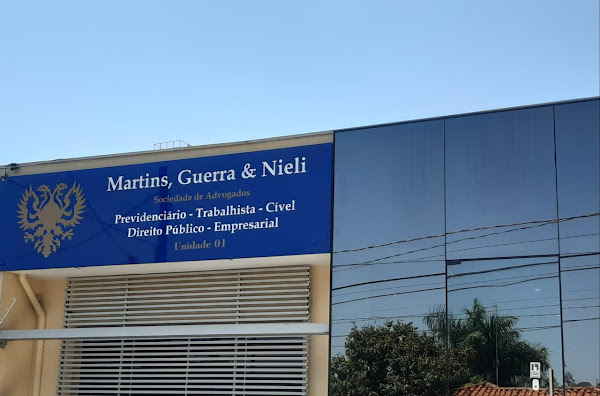 Martins, Guerra & Nieli
Sociedade de Advogados
Previdenciário - Trabalhista - Cível
Direito Público - Empresarial
Unidade 01